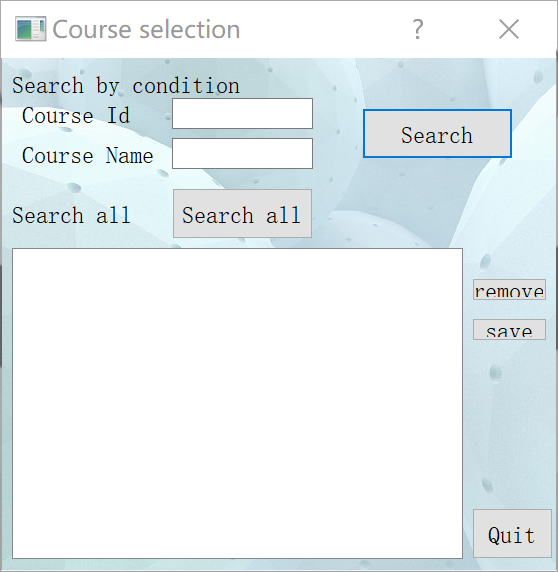 Course selection ?
Search by condition
Course Id
Search
Course Name
Search all Search all
remove
save
Quit